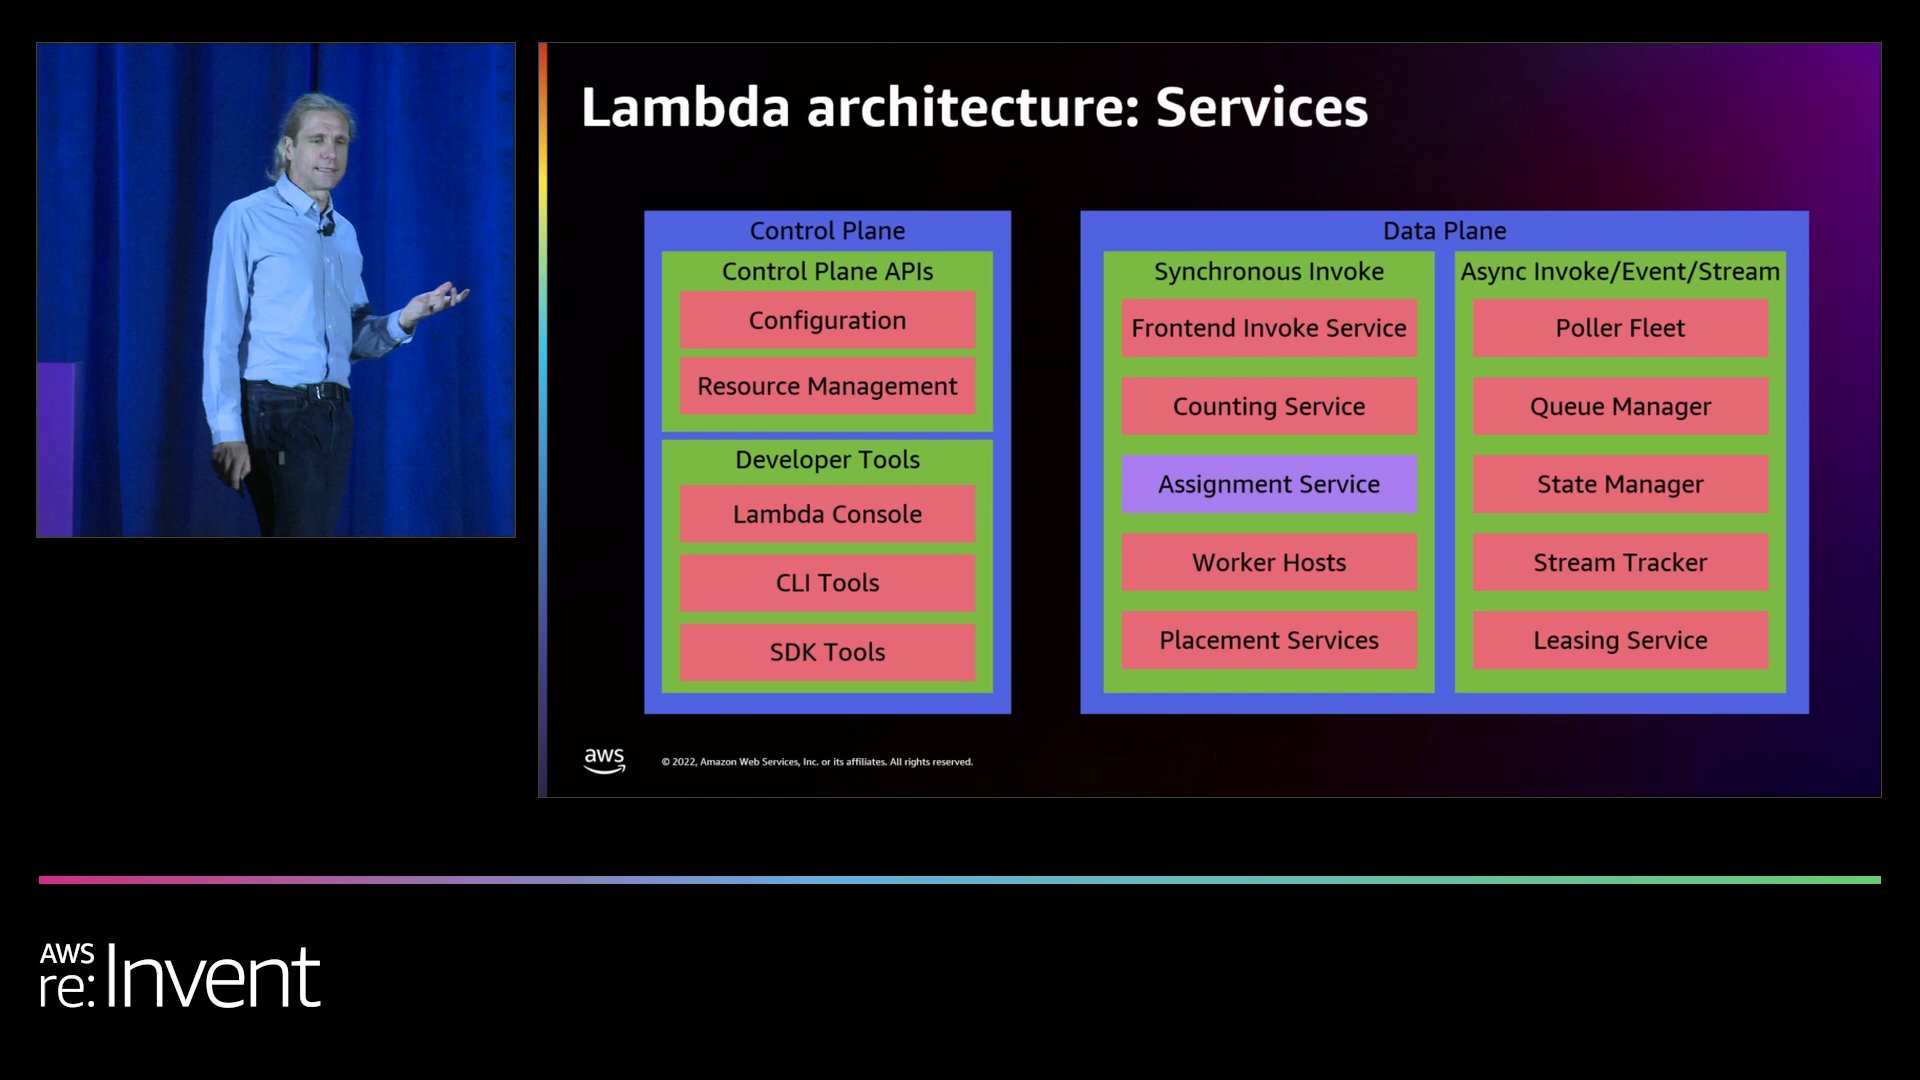 Lambda architecture: Services
Control Plane
Control Plane APIs
Configuration
Resource Management
Developer Tools
Lambda Console
CLI Tools
SDK Tools
Data Plane
Synchronous Invoke
Frontend Invoke Service
Counting Service
Assignment Service
Worker Hosts
Placement Services
Async Invoke/Event/Stream
Poller Fleet
Queue Manager
State Manager
Stream Tracker
Leasing Service
aws
© 2022, Amazon Web Services, Inc. or its affiliates. All rights reserved.
AWS
re:Invent